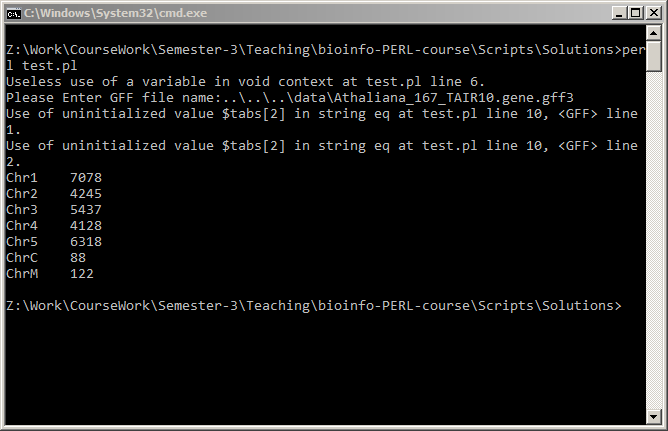 C:\Windows\System32\cmd.exe
Z:\Work\CourseWork\Semester-3\Teaching\bioinfo-PERL-course\Scripts\Solutions>per
l test.pl
Useless use of a variable in void context at test.pl line 6.
Please Enter GFF file name:..\..\..\data\Athaliana_167_TAIR10.gene.gff3
Use of uninitialized value $tabs[2] in string eq at test.pl line 10, <GFF> line
1.
Use of uninitialized value $tabs[2] in string eq at test.pl line 10, <GFF> line
2.
Chr1    7078
Chr2    4245
Chr3    5437
Chr4    4128
Chr5    6318
ChrC    88
ChrM    122
Z:\Work\CourseWork\Semester-3\Teaching\bioinfo-PERL-course\Scripts\Solutions>